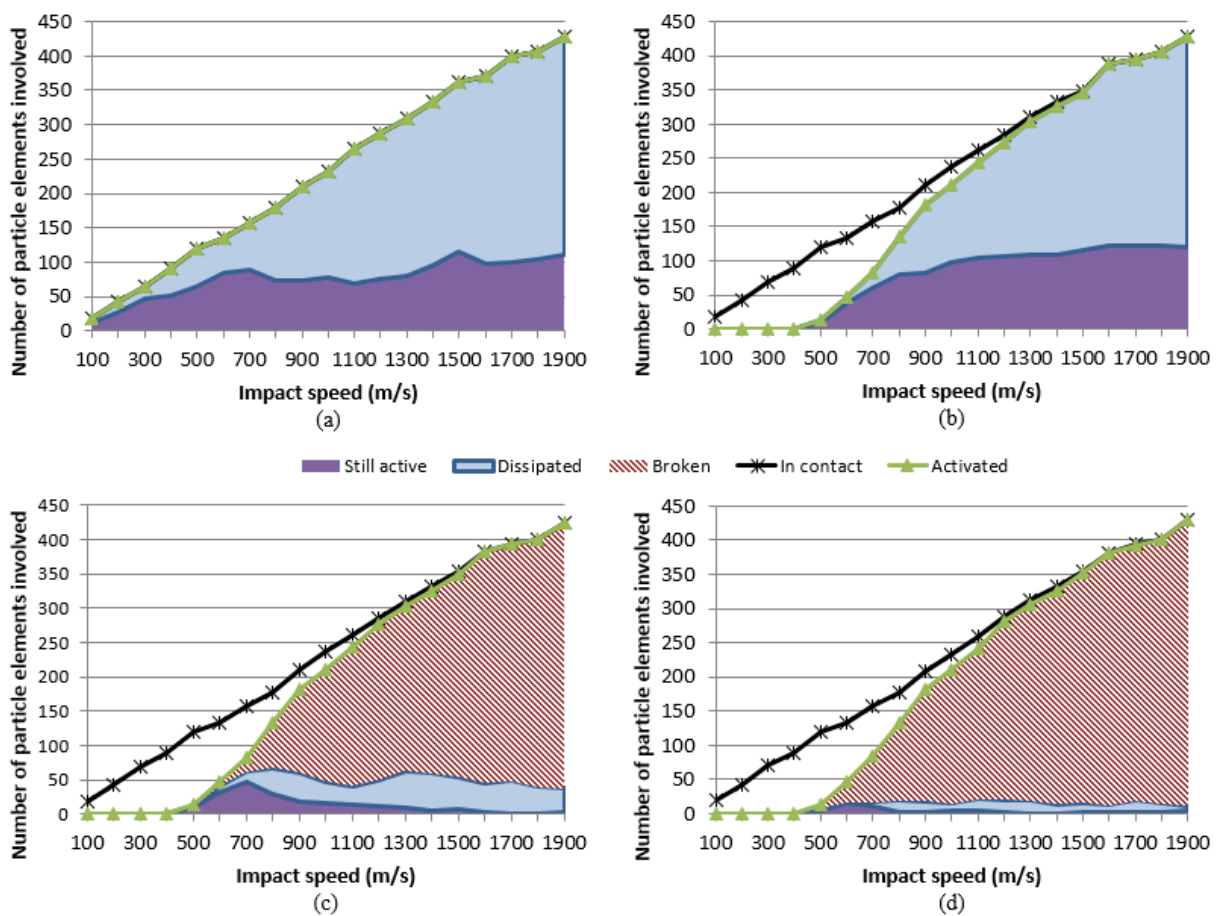 Number of particle elements involved
450
400
350
300
250
200
150
100
50
0
100 300 500 700 900 1100 1300 1500 1700 1900
Impact speed (m/s)
(a)
Number of particle elements involved
450
400
350
300
250
200
150
100
50
0
100 300 500 700 900 1100 1300 1500 1700 1900
Impact speed (m/s)
(b)
Still active Dissipated Broken In contact Activated
Number of particle elements involved
450
400
350
300
250
200
150
100
50
0
100 300 500 700 900 1100 1300 1500 1700 1900
Impact speed (m/s)
(c)
Number of particle elements involved
450
400
350
300
250
200
150
100
50
0
100 300 500 700 900 1100 1300 1500 1700 1900
Impact speed (m/s)
(d)